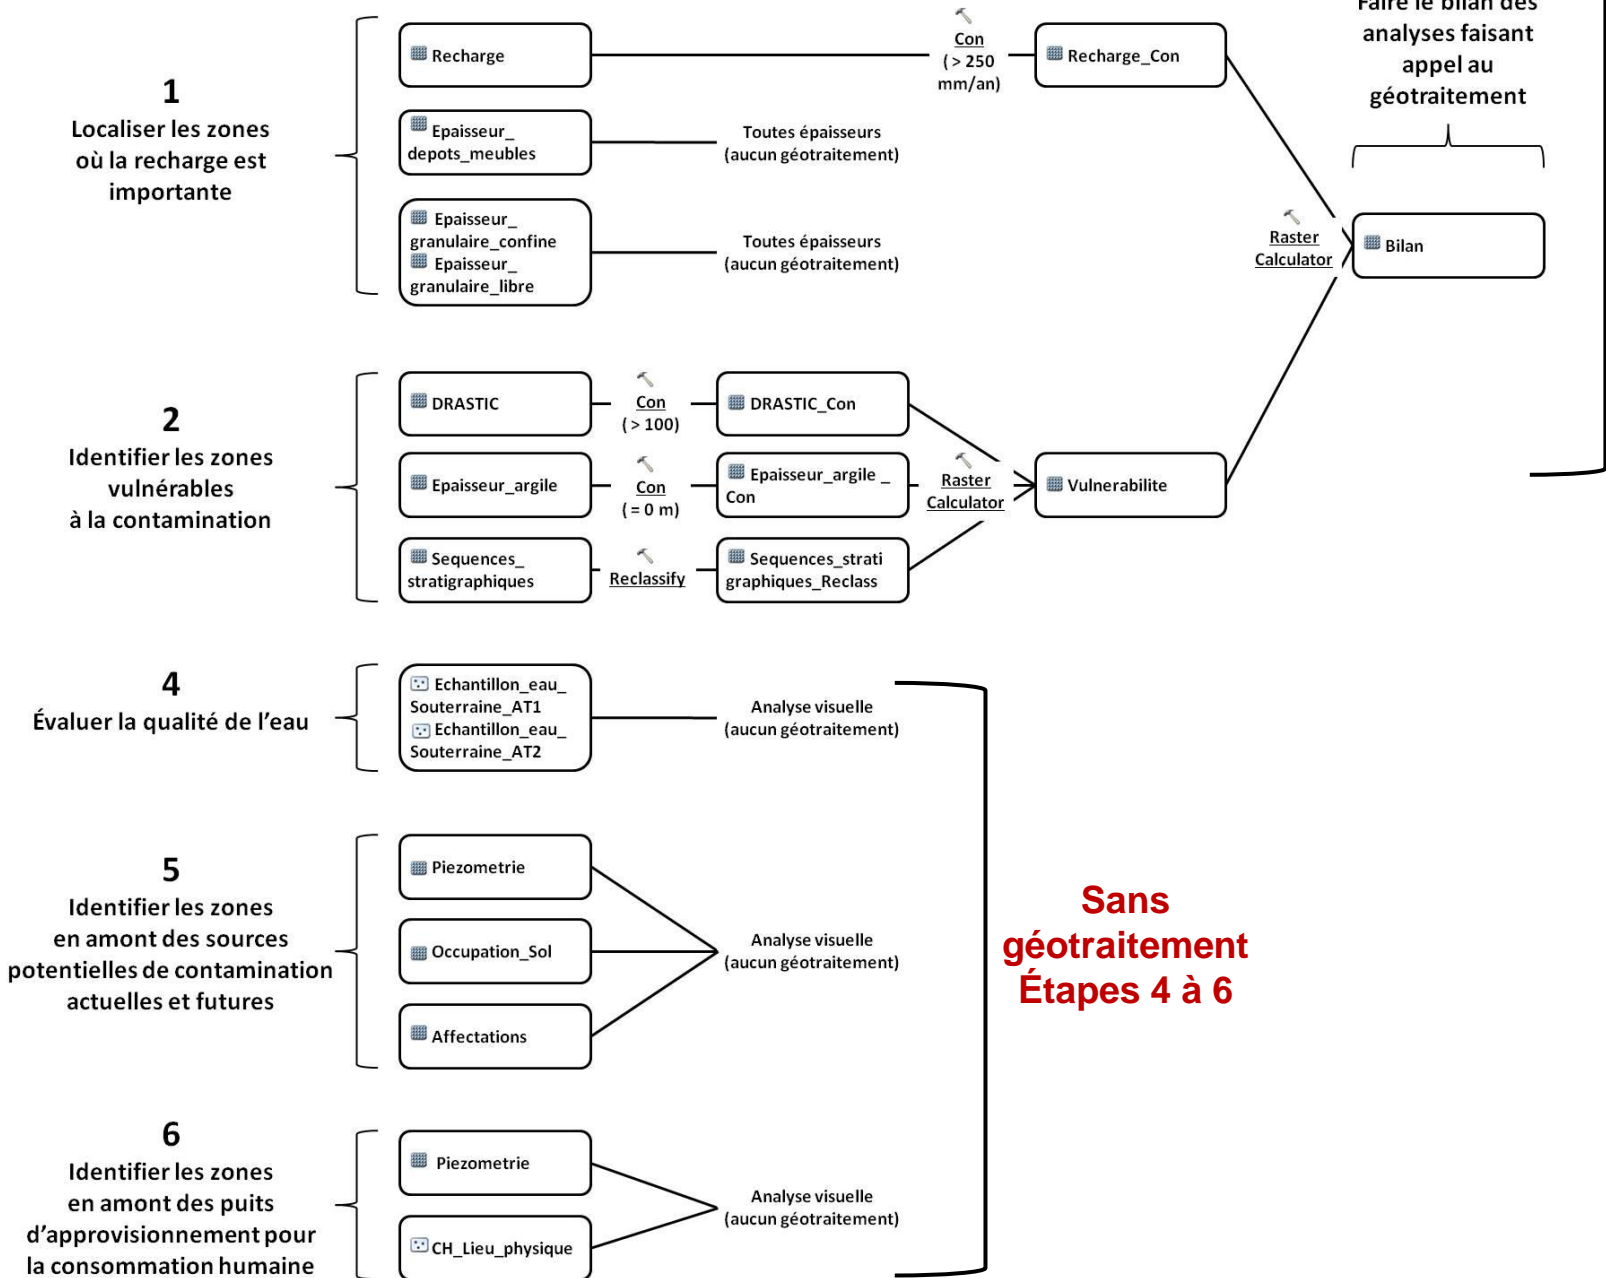 Faire le bilan des
analyses faisant
appel au
géotraitement
1
Localiser les zones
où la recharge est
importante
Recharge
Con
( > 250
mm/an)
Recharge_Con
Epaisseur_
depots_meubles
Toutes épaisseurs
(aucun géotraitement)
Epaisseur_
granulaire_confine
Epaisseur_
granulaire_libre
Toutes épaisseurs
(aucun géotraitement)
Raster
Calculator
Bilan
2
Identifier les zones
vulnérables
à la contamination
DRASTIC
Con
( > 100)
DRASTIC_Con
Epaisseur_argile
Con
( = 0 m)
Epaisseur_argile _
Con
Raster
Calculator
Vulnerabilite
Sequences_
stratigraphiques
Reclassify
Sequences_strati
graphiques_Reclass
4
Évaluer la qualité de l’eau
Echantillon_eau_
Souterraine_AT1
Echantillon_eau_
Souterraine_AT2
Analyse visuelle
(aucun géotraitement)
5
Identifier les zones
en amont des sources
potentielles de contamination
actuelles et futures
Piezometrie
Occupation_Sol
Affectations
Analyse visuelle
(aucun géotraitement)
Sans
géotraitement
Étapes 4 à 6
6
Identifier les zones
en amont des puits
d’approvisionnement pour
la consommation humaine
Piezometrie
CH_Lieu_physique
Analyse visuelle
(aucun géotraitement)